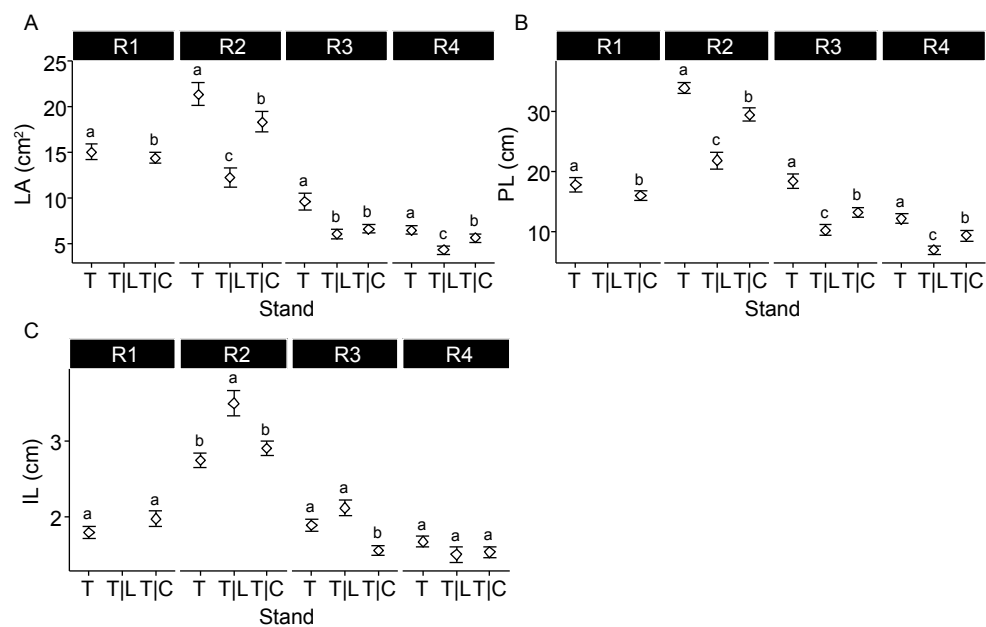 A
R1 R2 R3 R4
25
20
15
10
5
LA (cm²)
a b a c b a b b a c b
T T|L T|C T T|L T|C T T|L T|C T T|L T|C
Stand
B
R1 R2 R3 R4
30
20
10
PL (cm)
a b a c b a c b a c b
T T|L T|C T T|L T|C T T|L T|C T T|L T|C
Stand
C
R1 R2 R3 R4
3
2
IL (cm)
a a b a b a a b a a a
T T|L T|C T T|L T|C T T|L T|C T T|L T|C
Stand